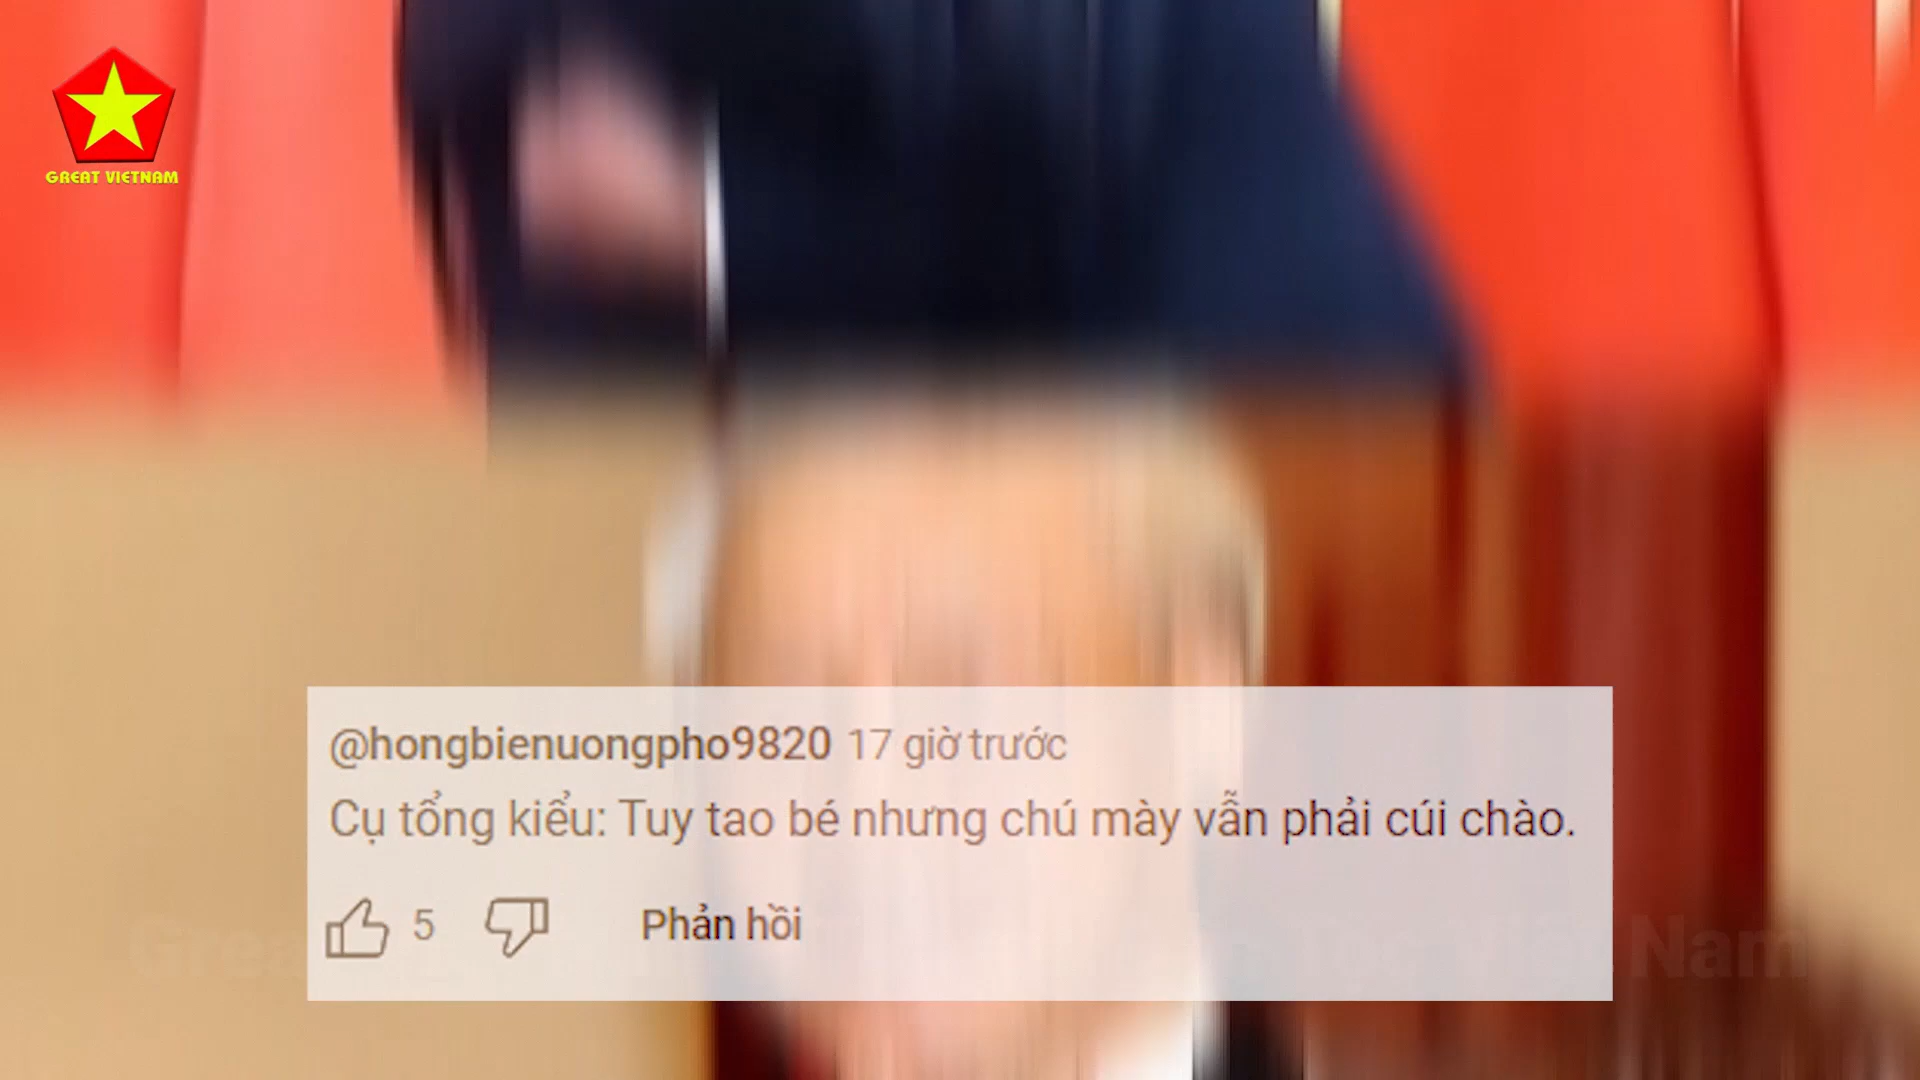 GREAT VIETNAM
@hongbienuongpho9820 17 giờ trước
Cụ tổng kiểu: Tuy tao bé nhưng chú mày vẫn phải cúi chào.
5 Phản hồi
Nam